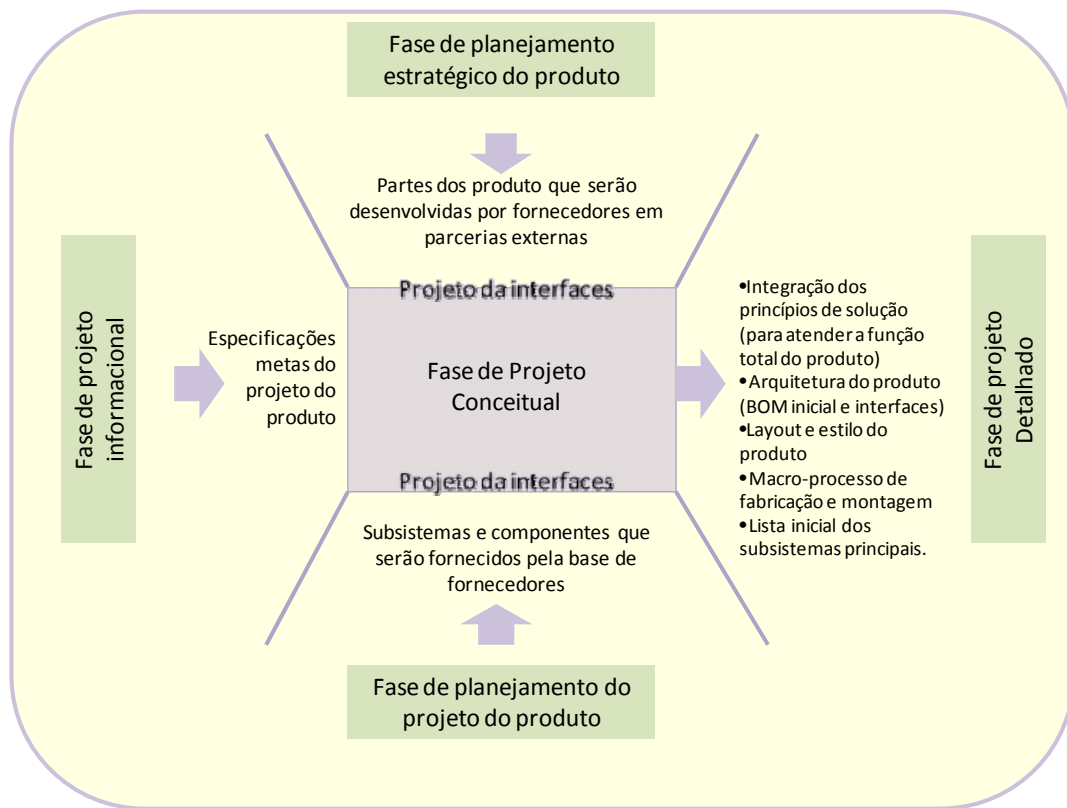 Fase de planejamento
estratégico do produto
Partes dos produto que serão
desenvolvidas por fornecedores em
parcerias externas
Fase de projeto
informacional
Especificações
metas do
projeto do
produto
Projeto da interfaces
Fase de Projeto
Conceitual
Projeto da interfaces
•Integração dos
princípios de solução
(para atender a função
total do produto)
•Arquitetura do produto
(BOM inicial e interfaces)
•Layout e estilo do
produto
•Macro-processo de
fabricação e montagem
•Lista inicial dos
subsistemas principais.
Fase de projeto
Detalhado
Subsistemas e componentes que
serão fornecidos pela base de
fornecedores
Fase de planejamento do
projeto do produto